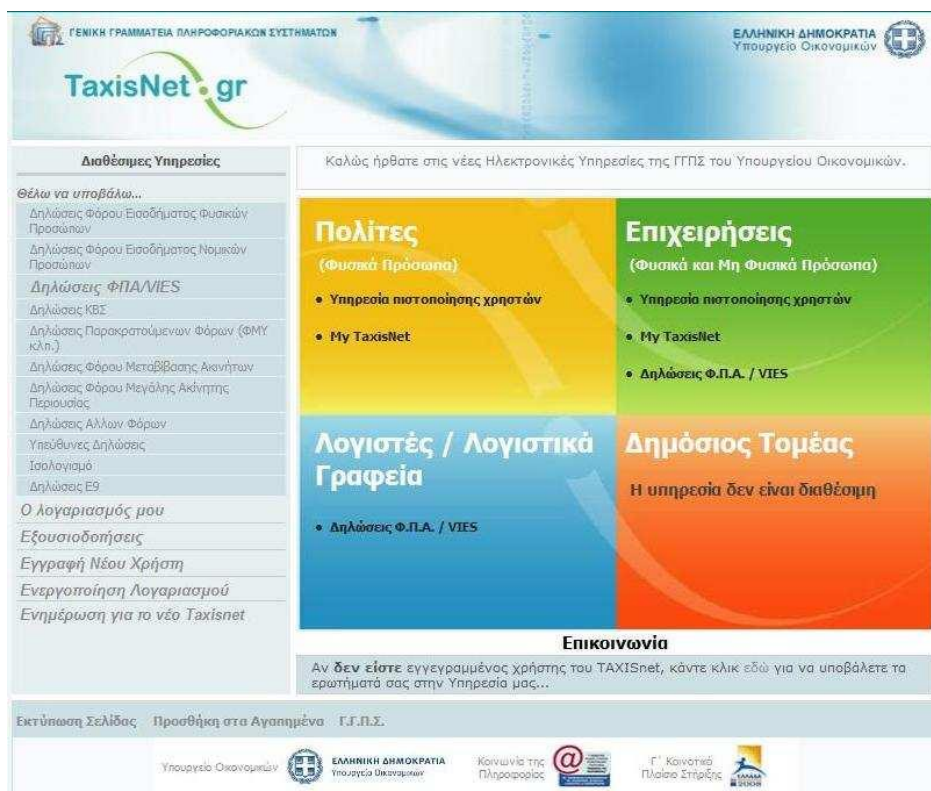 ΓΕΝΙΚΗ ΓΡΑΜΜΑΤΕΙΑ ΠΛΗΡΟΦΟΡΙΑΚΩΝ ΣΥΣΤΗΜΑΤΩΝ
ΕΛΛΗΝΙΚΗ ΔΗΜΟΚΡΑΤΙΑ
Υπουργείο Οικονομικών
TaxisNet.gr
Διαθέσιμες Υπηρεσίες
Θέλω να υποβάλω...
Δηλώσεις Φόρου Εισοδήματος Φυσικών
Προσώπων
Δηλώσεις Φόρου Εισοδήματος Νομικών
Προσώπων
Δηλώσεις ΦΠΑ/VIES
Δηλώσεις ΚΒΣ
Δηλώσεις Παρακρατούμενων Φόρων (ΦΜΥ
κλπ.)
Δηλώσεις Φόρου Μεταβίβασης Ακινήτων
Δηλώσεις Φόρου Μεγάλης Ακίνητης
Περιουσίας
Δηλώσεις Αλλων Φόρων
Υπεύθυνες Δηλώσεις
Ισολογισμό
Δηλώσεις Ε9
Ο λογαριασμός μου
Εξουσιοδοτήσεις
Εγγραφή Νέου Χρήστη
Ενεργοποίηση Λογαριασμού
Ενημέρωση για το νέο Taxisnet
Καλώς ήρθατε στις νέες Ηλεκτρονικές Υπηρεσίες της ΓΓΠΣ του Υπουργείου Οικονομικών.
Πολίτες
(Φυσικά Πρόσωπα)
• Υπηρεσία πιστοποίησης χρηστών
• My TaxisNet
Επιχειρήσεις
(Φυσικά και Μη Φυσικά Πρόσωπα)
• Υπηρεσία πιστοποίησης χρηστών
• My TaxisNet
• Δηλώσεις Φ.Π.Α. / VIES
Λογιστές / Λογιστικά
Γραφεία
• Δηλώσεις Φ.Π.Α. / VIES
Δημόσιος Τομέας
Η υπηρεσία δεν είναι διαθέσιμη
Επικοινωνία
Αν δεν είστε εγγεγραμμένος χρήστης του TAXISnet, κάντε κλικ εδώ για να υποβάλετε τα
ερωτήματά σας στην Υπηρεσία μας...
Εκτύπωση Σελίδας Προσθήκη στα Αγαπημένα Γ.Γ.Π.Σ.
Υπουργείο Οικονομικών
ΕΛΛΗΝΙΚΗ ΔΗΜΟΚΡΑΤΙΑ
Υπουργείο Οικονομικών
Κοινωνία της
Πληροφορίας
Γ΄ Κοινοτικό
Πλαίσιο Στήριξης
ΕΛΛΑΔΑ
2008